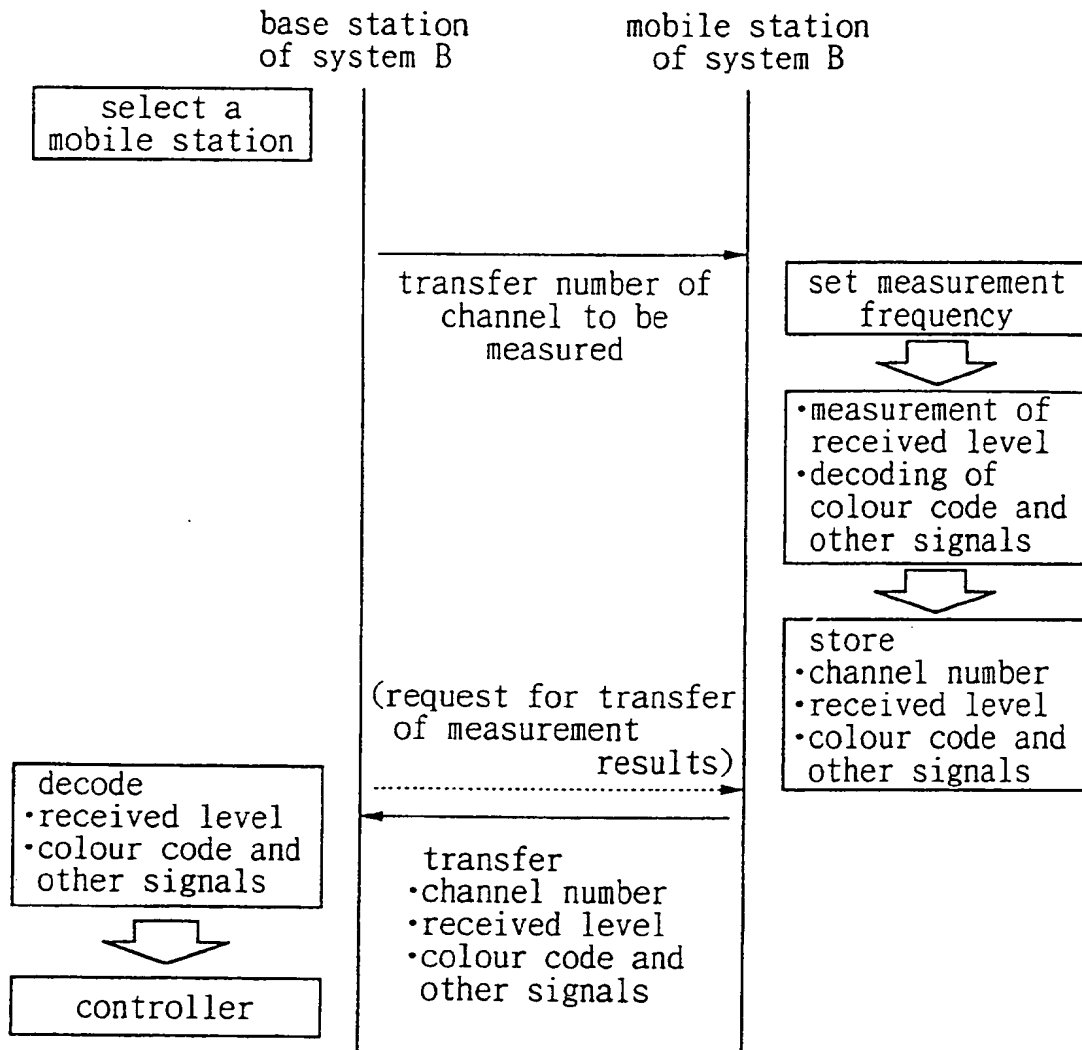 base station
of system B
mobile station
of system B
select a
mobile station
transfer number of
channel to be
measured
set measurement
frequency
·measurement of
received level
·decoding of
colour code and
other signals
store
·channel number
·received level
·colour code and
other signals
(request for transfer
of measurement
results)
decode
·received level
·colour code and
other signals
transfer
·channel number
·received level
·colour code and
other signals
controller